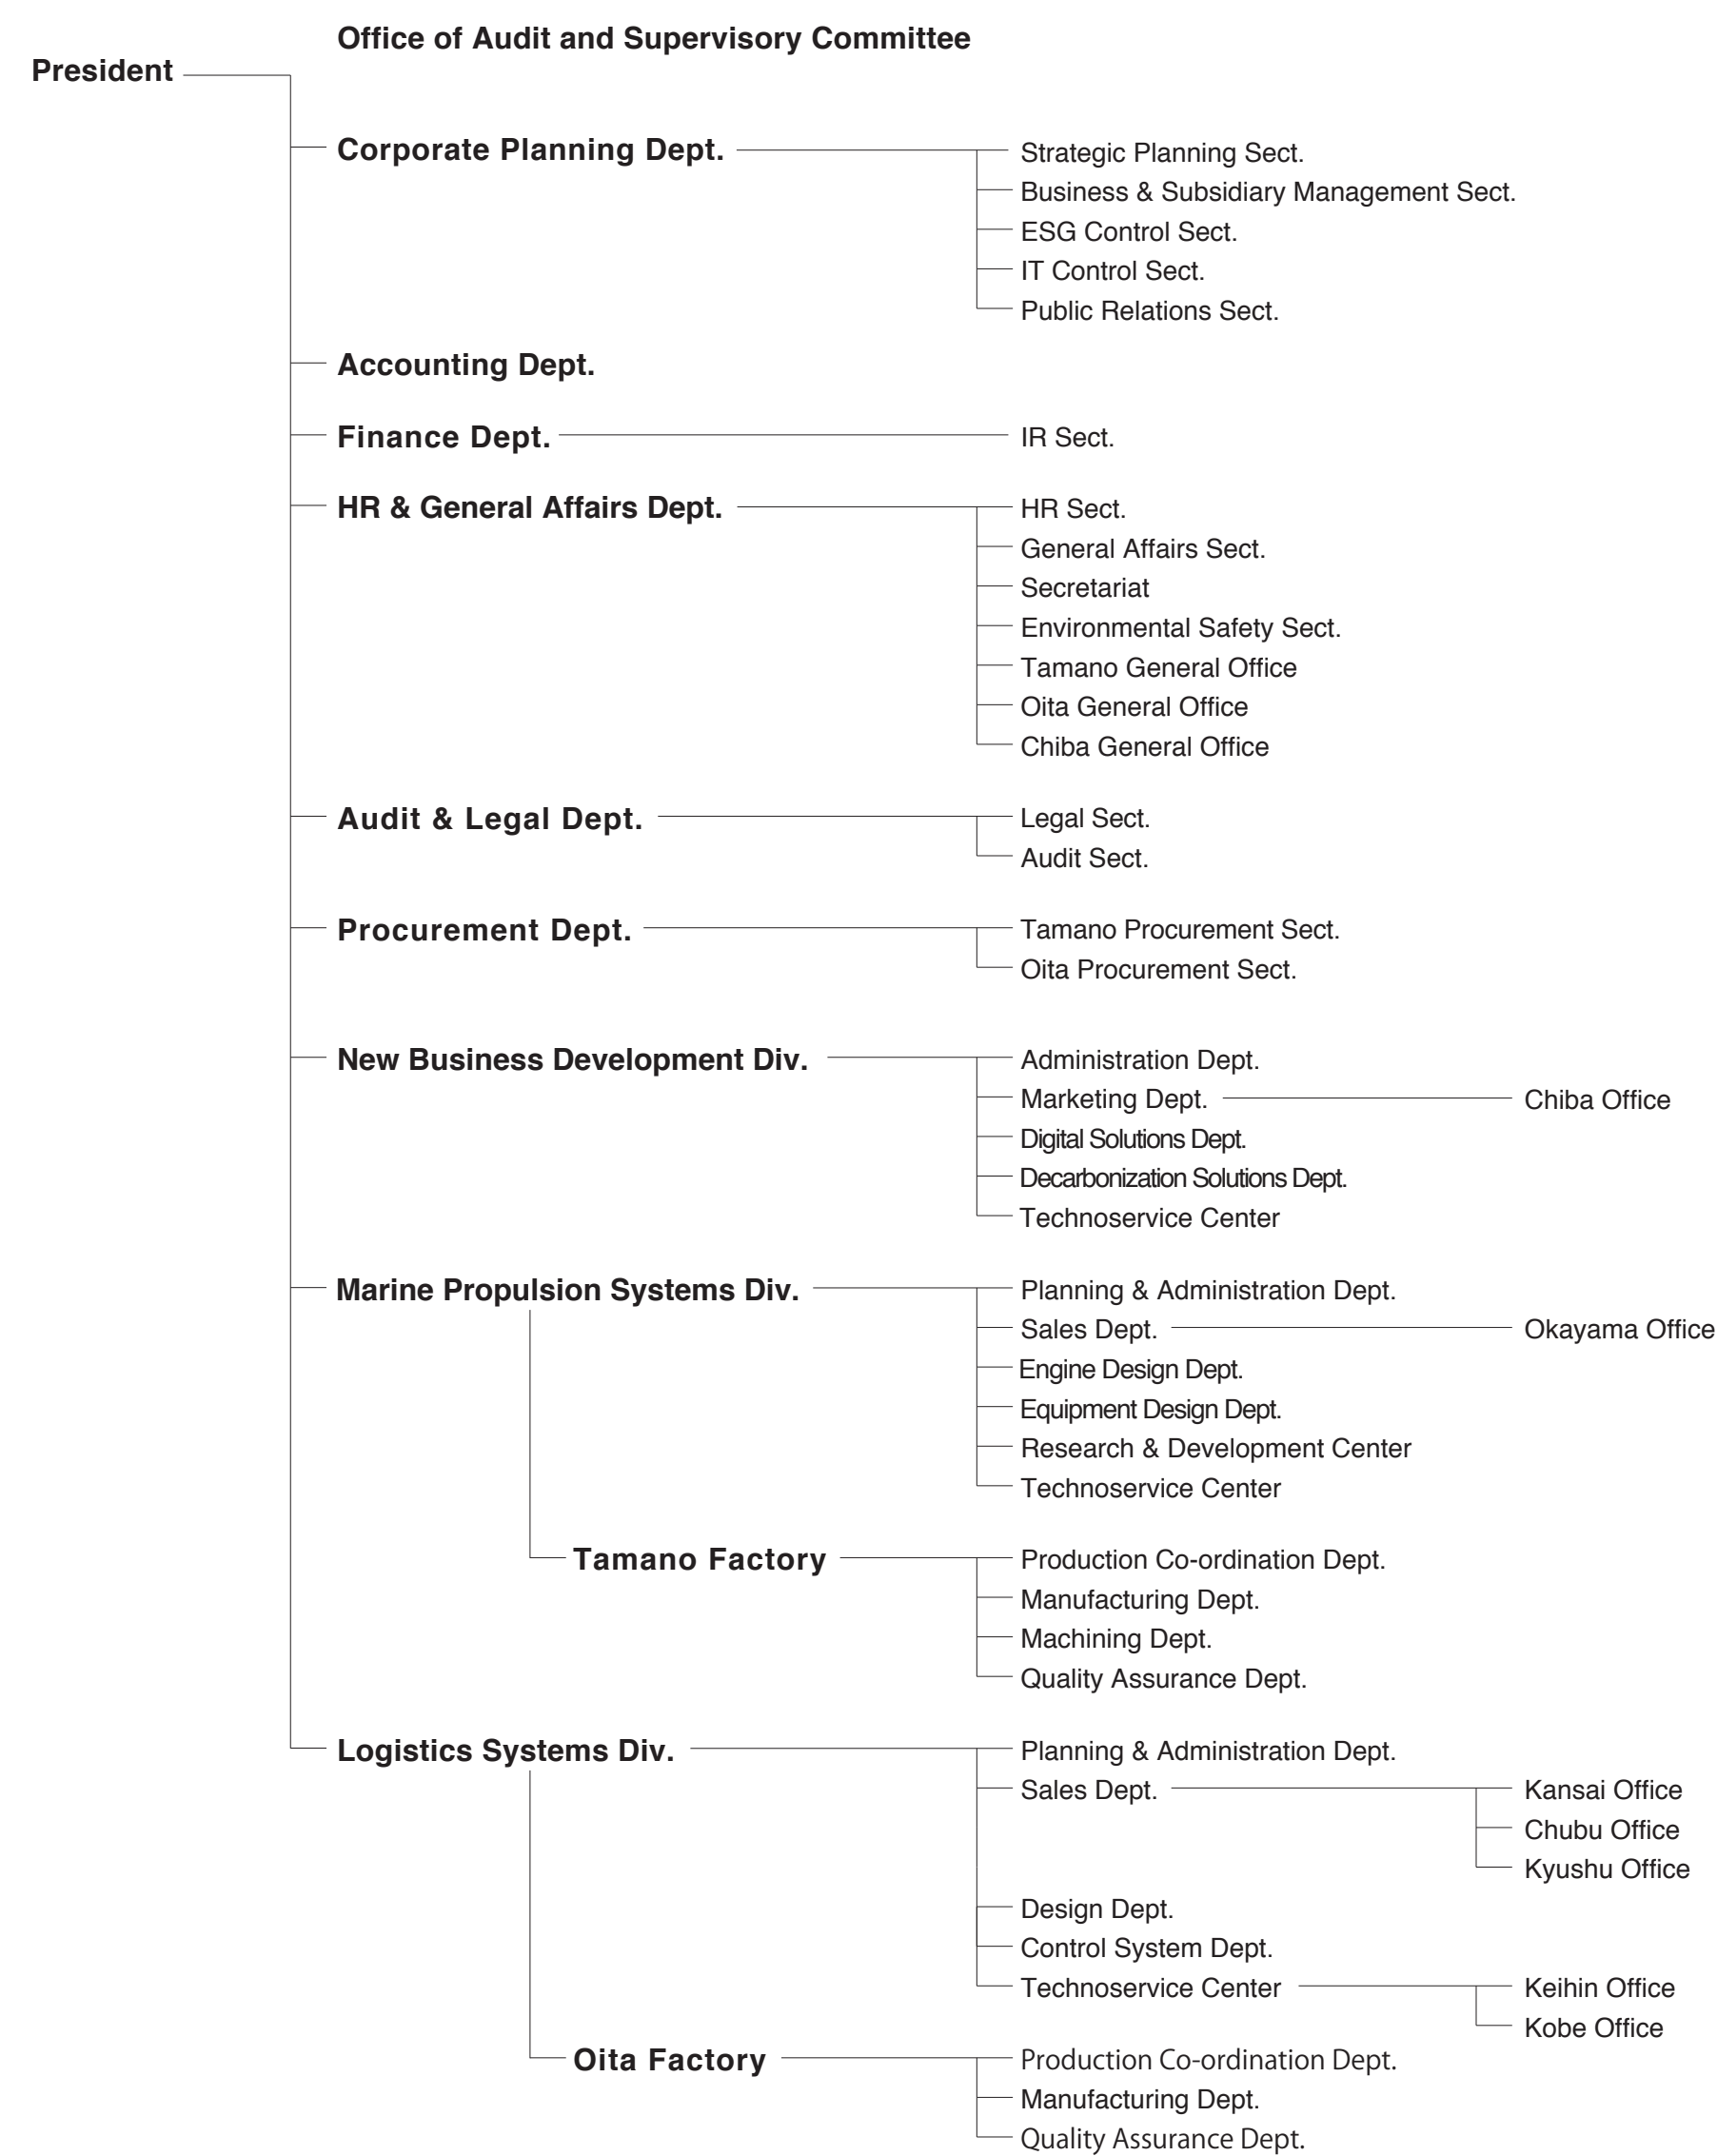 Office of Audit and Supervisory Committee
President
Corporate Planning Dept.
Strategic Planning Sect.
Business & Subsidiary Management Sect.
ESG Control Sect.
IT Control Sect.
Public Relations Sect.
Accounting Dept.
Finance Dept.
IR Sect.
HR & General Affairs Dept.
HR Sect.
General Affairs Sect.
Secretariat
Environmental Safety Sect.
Tamano General Office
Oita General Office
Chiba General Office
Audit & Legal Dept.
Legal Sect.
Audit Sect.
Procurement Dept.
Tamano Procurement Sect.
Oita Procurement Sect.
New Business Development Div.
Administration Dept.
Marketing Dept.
Chiba Office
Digital Solutions Dept.
Decarbonization Solutions Dept.
Technoservice Center
Marine Propulsion Systems Div.
Planning & Administration Dept.
Sales Dept.
Okayama Office
Engine Design Dept.
Equipment Design Dept.
Research & Development Center
Technoservice Center
Tamano Factory
Production Co-ordination Dept.
Manufacturing Dept.
Machining Dept.
Quality Assurance Dept.
Logistics Systems Div.
Planning & Administration Dept.
Sales Dept.
Kansai Office
Chubu Office
Kyushu Office
Design Dept.
Control System Dept.
Technoservice Center
Keihin Office
Kobe Office
Oita Factory
Production Co-ordination Dept.
Manufacturing Dept.
Quality Assurance Dept.